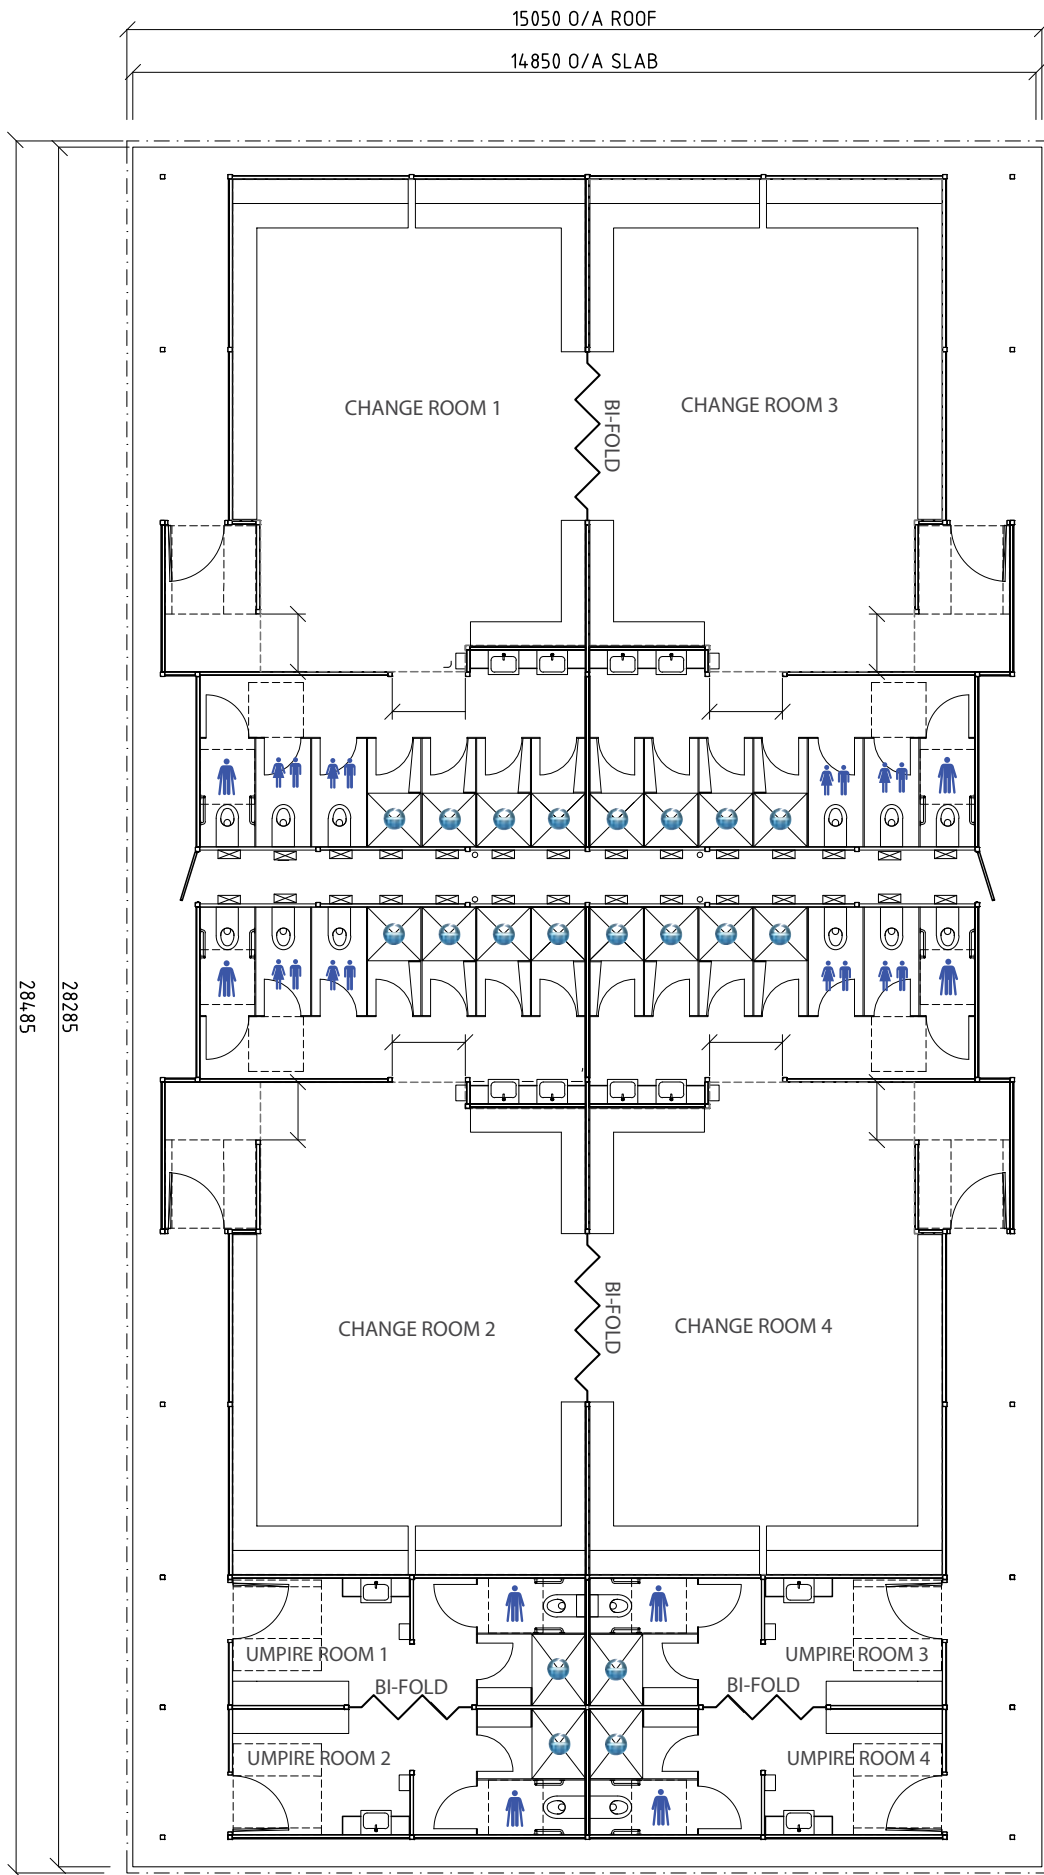 15050 O/A ROOF
14850 O/A SLAB
CHANGE ROOM 1
CHANGE ROOM 3
BI-FOLD
28485
28285
BI-FOLD
CHANGE ROOM 2
CHANGE ROOM 4
UMPIRE ROOM 1
UMPIRE ROOM 3
BI-FOLD
BI-FOLD
UMPIRE ROOM 2
UMPIRE ROOM 4